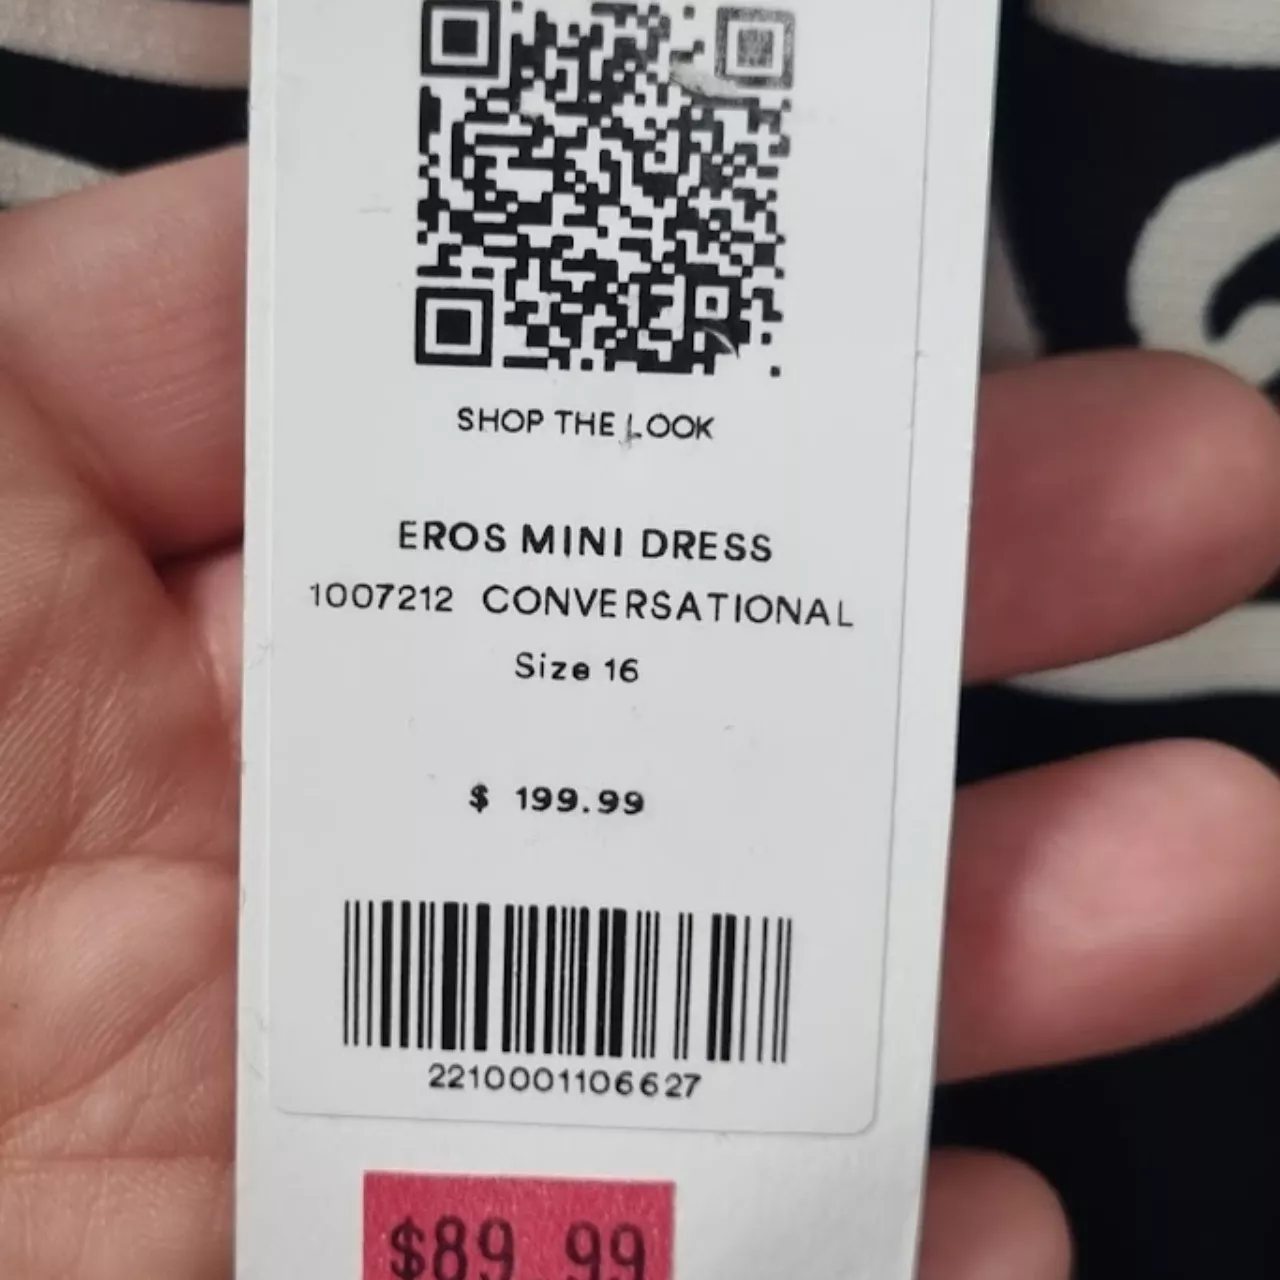 SHOP THE LOOK
EROS MINI DRESS
1007212 CONVERSATIONAL
Size 16
$ 199.99
2210001106627
$89.99